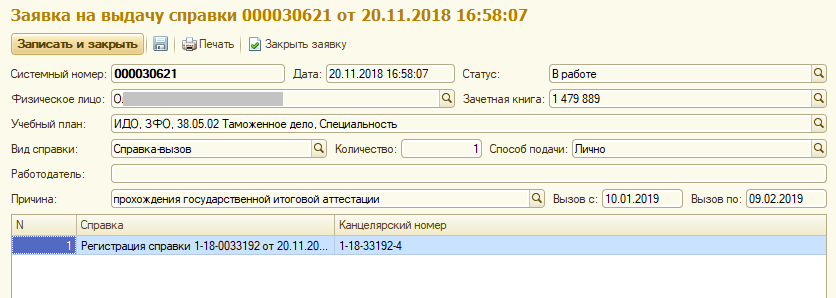 Заявка на выдачу справки 000030621 от 20.11.2018 16:58:07
Записать и закрыть Печать Закрыть заявку
Системный номер: 000030621 Дата: 20.11.2018 16:58:07 Статус: В работе
Физическое лицо: О Зачетная книга: 1 479 889
Учебный план: ИДО, ЗФО, 38.05.02 Таможенное дело, Специальность
Вид справки: Справка-вызов Количество: 1 Способ подачи: Лично
Работодатель:
Причина: прохождения государственной итоговой аттестации Вызов с: 10.01.2019 Вызов по: 09.02.2019
N Справка Канцелярский номер
1 Регистрация справки 1-18-0033192 от 20.11.20... 1-18-33192-4